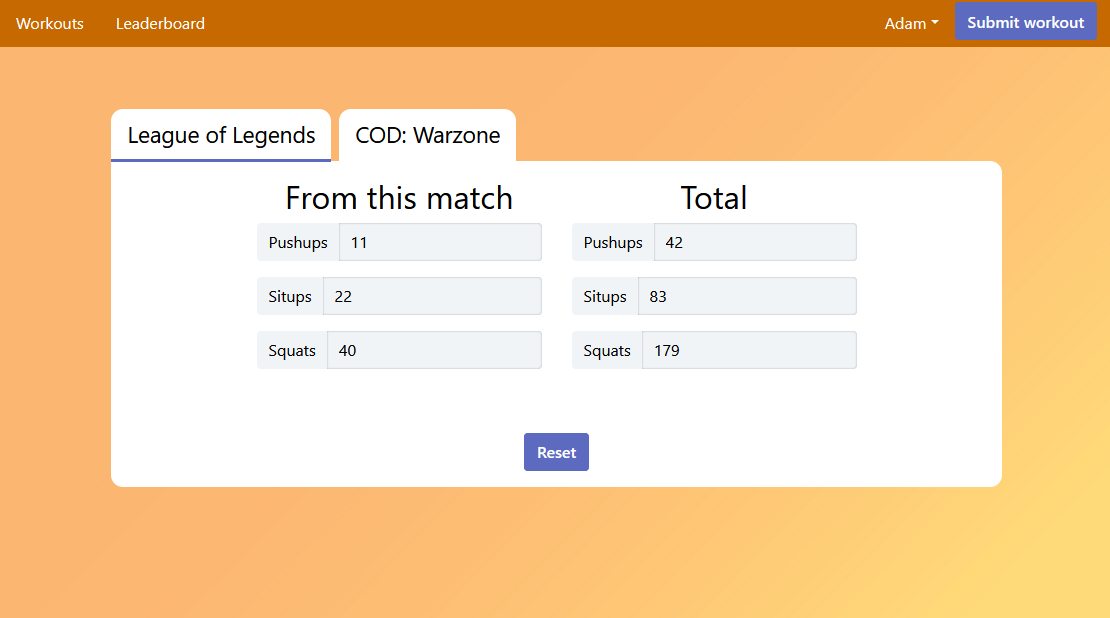 Workouts Leaderboard Adam Submit workout
League of Legends COD: Warzone
From this match Total
Pushups 11 Pushups 42
Situps 22 Situps 83
Squats 40 Squats 179
Reset